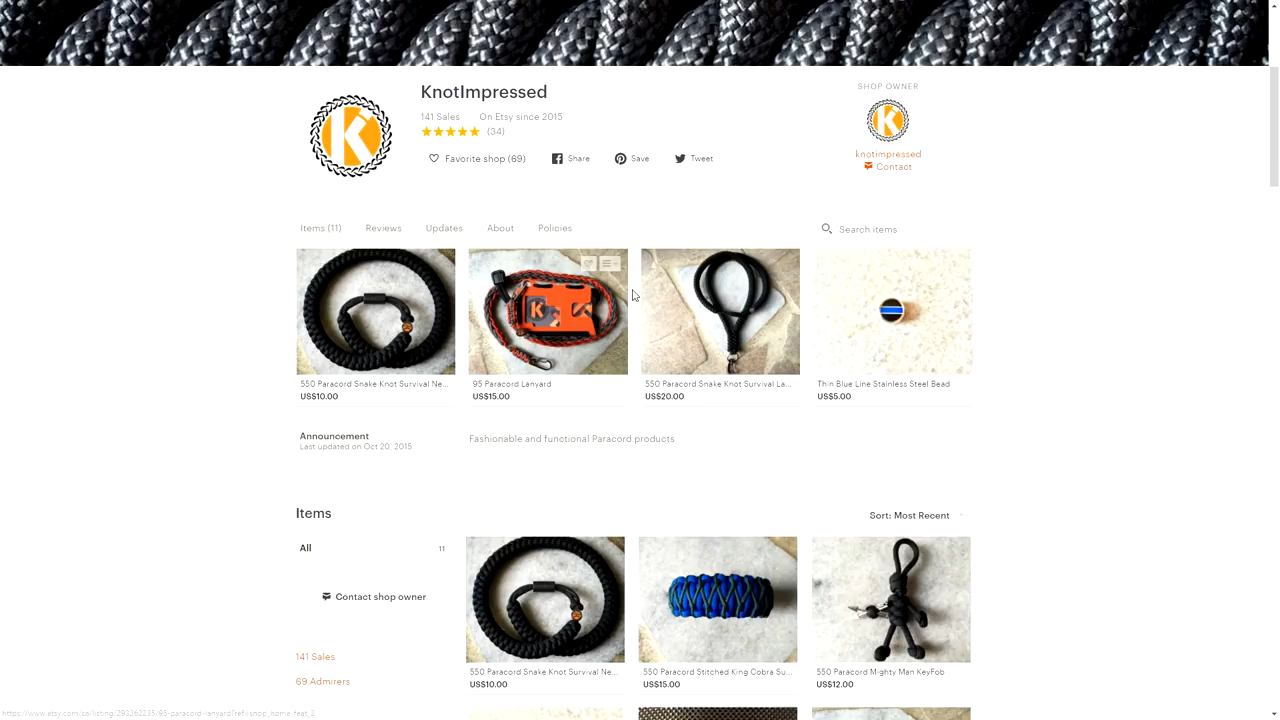 KnotImpressed
141 Sales On Etsy since 2015
(34)
Favorite shop (69) Share Save Tweet
SHOP OWNER
K
K
knotimpressed
Contact
Items (11) Reviews Updates About Policies Search items
K
550 Paracord Snake Knot Survival Ne... 95 Paracord Lanyard 550 Paracord Snake Knot Survival La... Thin Blue Line Stainless Steel Bead
US$10.00 US$15.00 US$20.00 US$5.00
Announcement
Last updated on Oct 20, 2015
Fashionable and functional Paracord products
Items
Sort: Most Recent
All 11
Contact shop owner
141 Sales
69 Admirers
550 Paracord Snake Knot Survival Ne... 550 Paracord Stitched King Cobra Su... 550 Paracord Mighty Man KeyFob
US$10.00 US$15.00 US$12.00